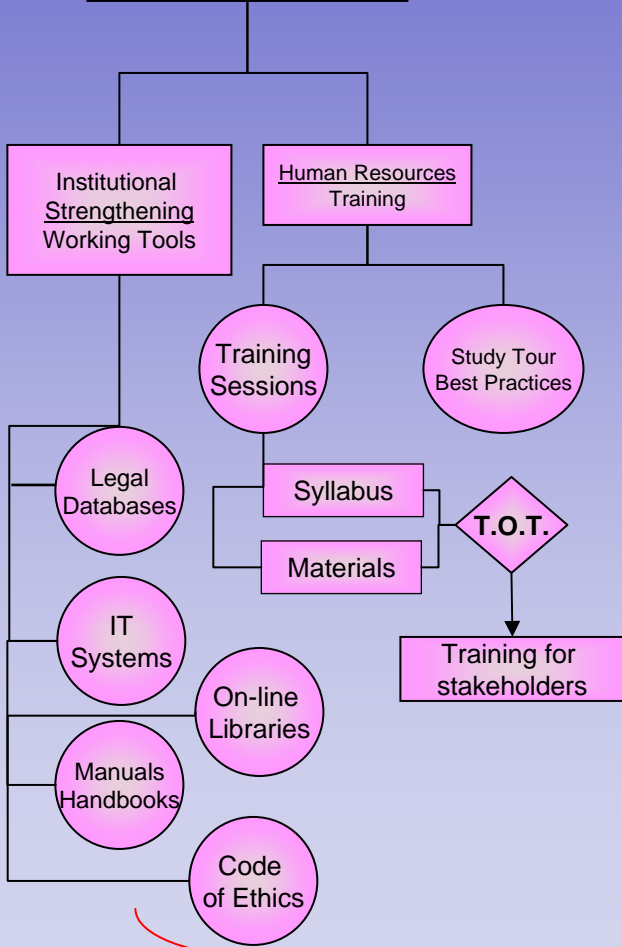 Institutional
Strengthening
Working Tools
Human Resources
Training
Training
Sessions
Study Tour
Best Practices
Legal
Databases
Syllabus
Materials
T.O.T.
IT
Systems
Training for
stakeholders
On-line
Libraries
Manuals
Handbooks
Code
of Ethics